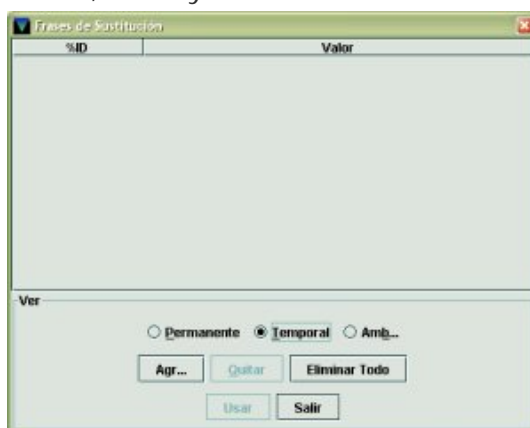 Frases de Sustitución
%ID Valor
Ver
Permanente Temporal Amb...
Agr... Quitar Eliminar Todo
Usar Salir